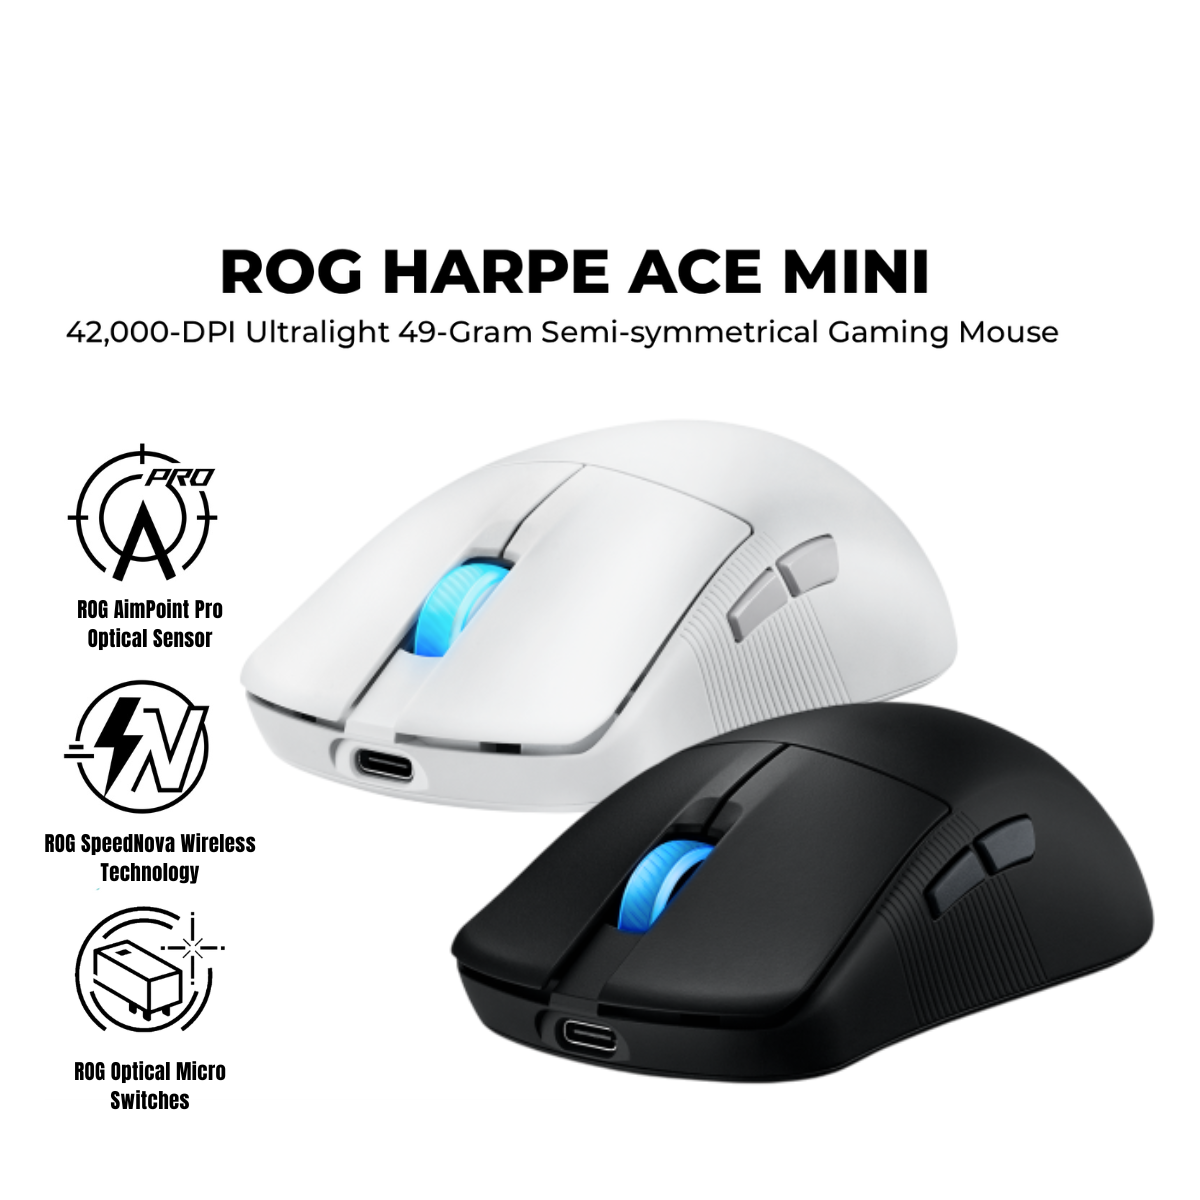 ROG HARPE ACE MINI
42,000-DPI Ultralight 49-Gram Semi-symmetrical Gaming Mouse
PRO
ROG AimPoint Pro
Optical Sensor
N
ROG SpeedNova Wireless
Technology
ROG Optical Micro
Switches